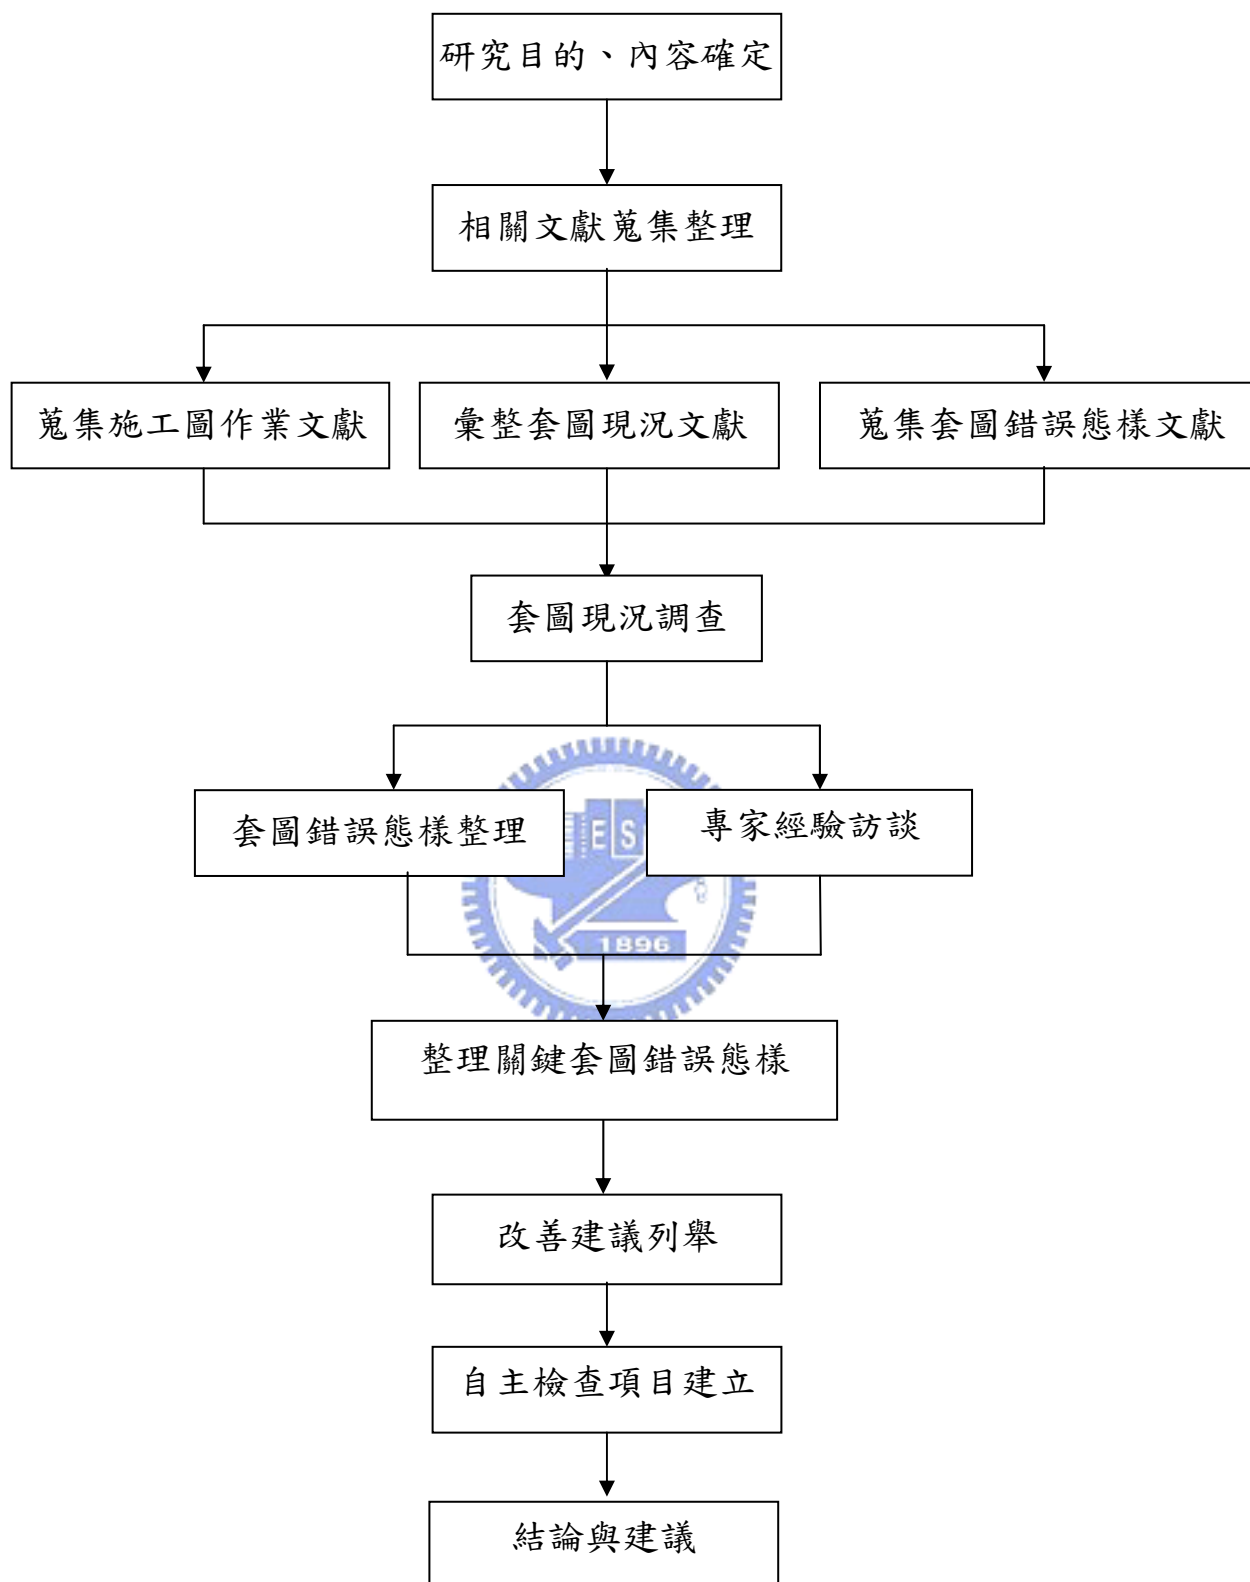 研究目的、內容確定
相關文獻蒐集整理
蒐集施工圖作業文獻
彙整套圖現況文獻
蒐集套圖錯誤態樣文獻
套圖現況調查
套圖錯誤態樣整理
專家經驗訪談
ES
1896
整理關鍵套圖錯誤態樣
改善建議列舉
自主檢查項目建立
結論與建議